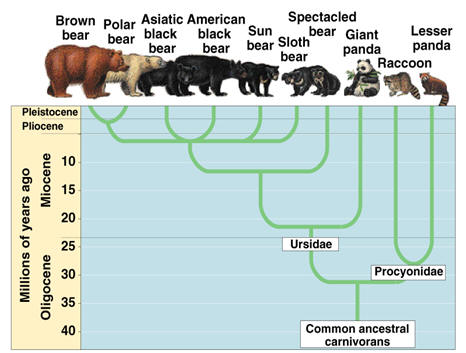 Brown
bear
Polar
bear
Asiatic
black
bear
American
black
bear
Sun
bear
Sloth
bear
Spectacled
bear
Giant
panda
Raccoon
Lesser
panda
Pleistocene
Pliocene
Millions of years ago
Miocene
Oligocene
10
15
20
25
30
35
40
Ursidae
Procyonidae
Common ancestral
carnivorans